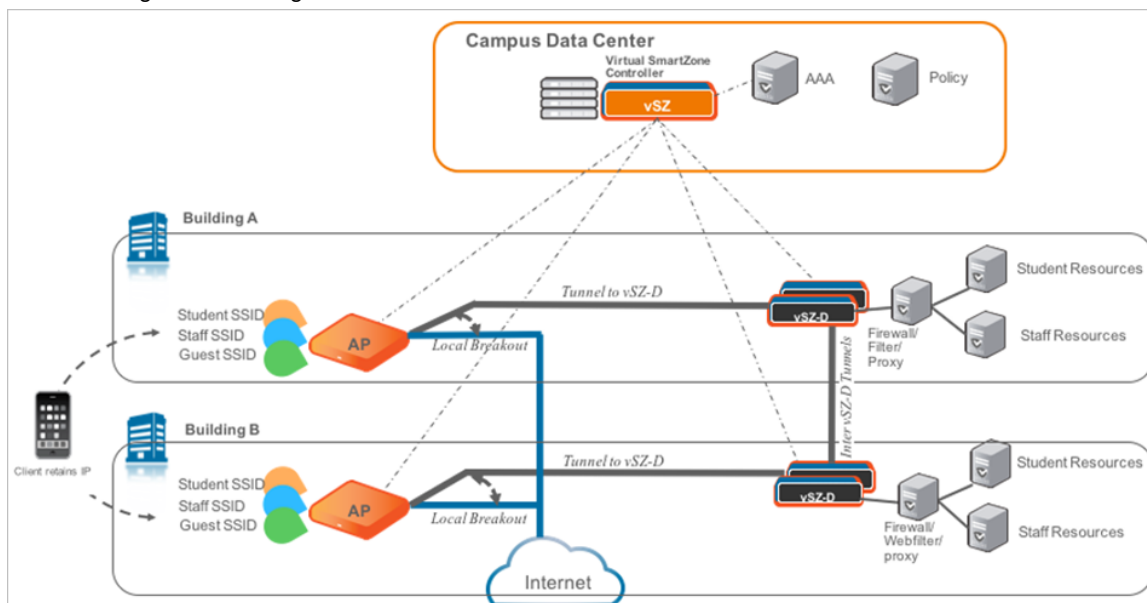 Campus Data Center
Virtual SmartZone
Controller
vSZ
AAA
Policy
Building A
Student SSID
Staff SSID
Guest SSID
AP
Tunnel to vSZ-D
Local Breakout
vSZ-D
Firewall/
Filter/
Proxy
Student Resources
Staff Resources
Inter vSZ-D Tunnels
Client retains IP
Building B
Student SSID
Staff SSID
Guest SSID
AP
Tunnel to vSZ-D
Local Breakout
vSZ-D
Firewall/
Webfilter/
proxy
Student Resources
Staff Resources
Internet